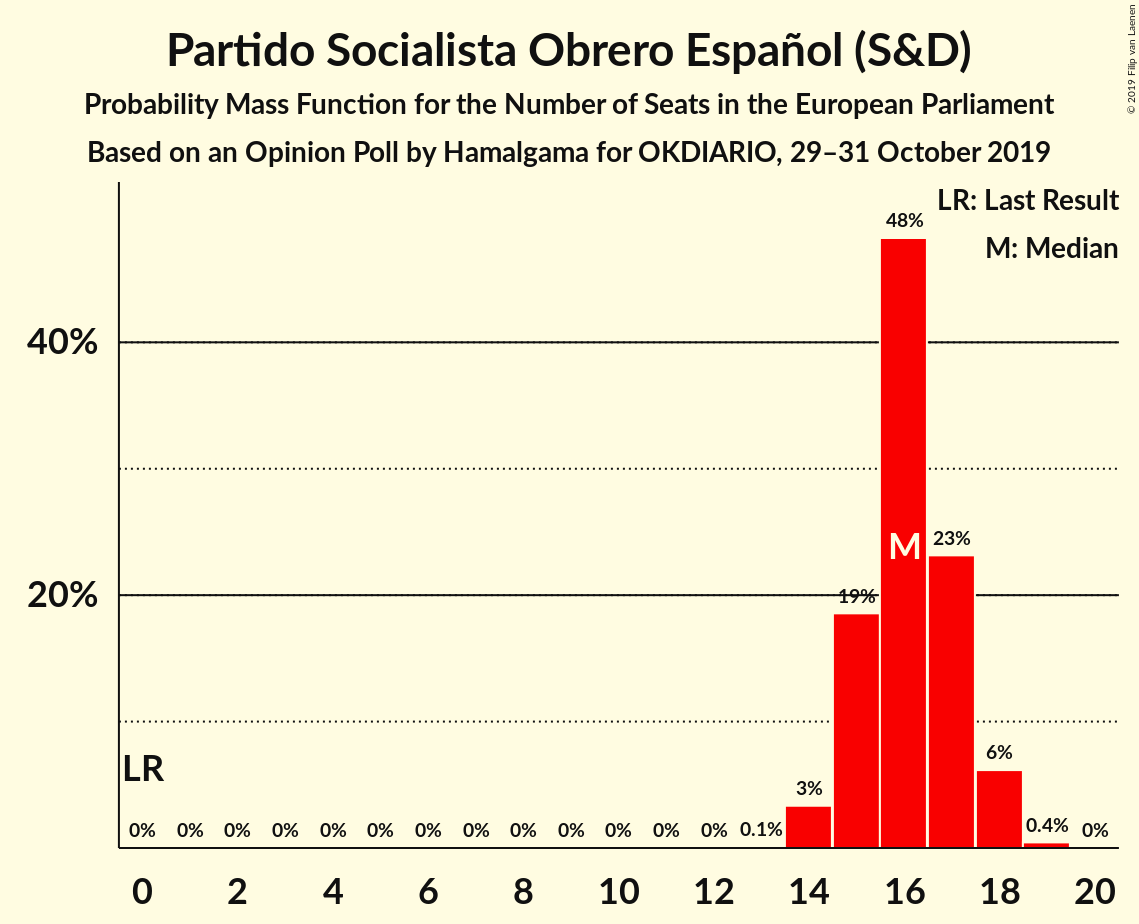 Partido Socialista Obrero Español (S&D)
Probability Mass Function for the Number of Seats in the European Parliament
Based on an Opinion Poll by Hamalgama for OKDIARIO, 29–31 October 2019
© 2019 Filip van Laenen
LR: Last Result
M: Median
48%
40%
M
23%
20%
19%
LR
6%
3%
0% 0% 0% 0% 0% 0% 0% 0% 0% 0% 0% 0% 0% 0.1% 0.4% 0%
0 2 4 6 8 10 12 14 16 18 20